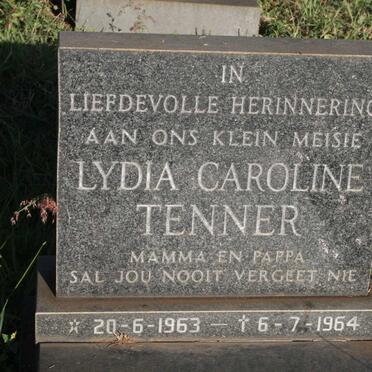 IN
LIEFDEVOLLE HERINNERING
AAN ONS KLEIN MEISIE
LYDIA CAROLINE
TENNER
MAMMA EN PAPPA
SAL JOU NOOIT VERGEET NIE
☆ 20-6-1963 — † 6-7-1964